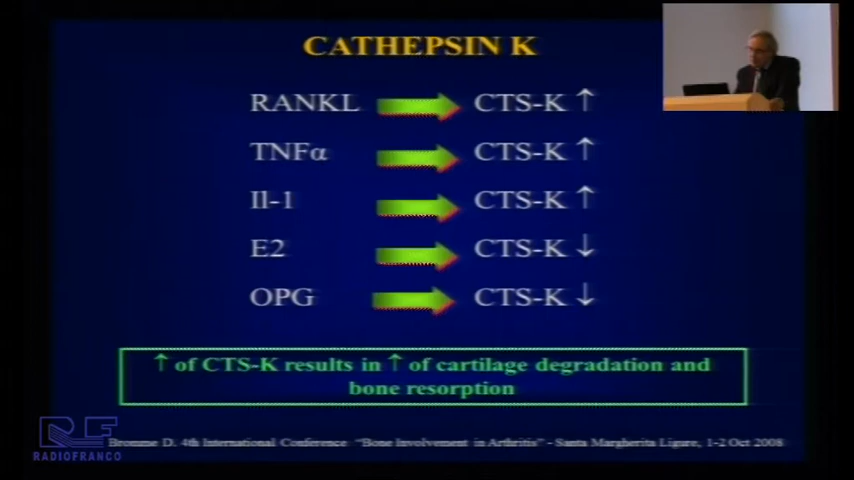 CATHEPSIN K
RANKL CTS-K ↑
TNFα CTS-K ↑
Il-1 CTS-K ↑
E2 CTS-K ↓
OPG CTS-K ↓
↑ of CTS-K results in ↑ of cartilage degradation and
bone resorption
Bromme D. 4th International Conference "Bone Involvement in Arthritis" - Santa Margherita Ligure, 1-2 Oct 2008
RF
RADIOFRANCO